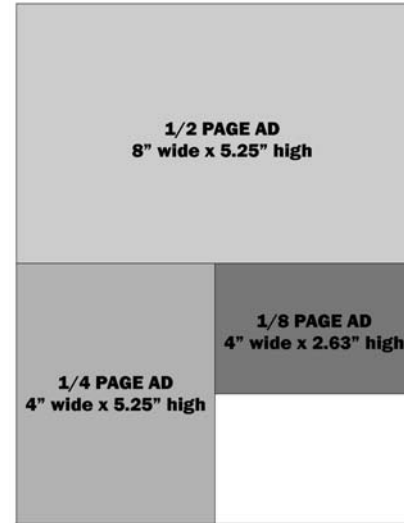 1/2 PAGE AD
8” wide x 5.25” high
1/8 PAGE AD
4” wide x 2.63” high
1/4 PAGE AD
4” wide x 5.25” high